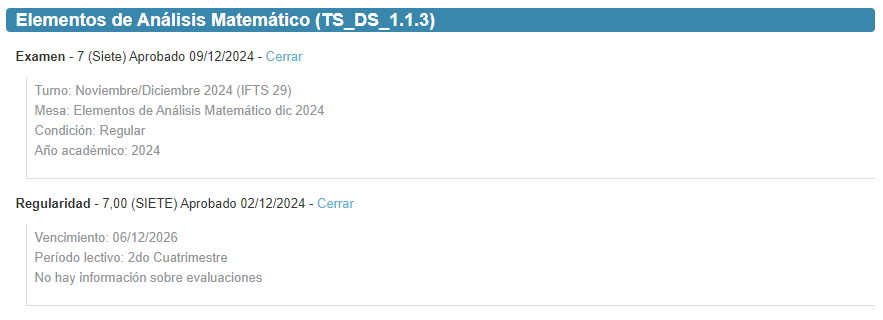 Elementos de Análisis Matemático (TS_DS_1.1.3)
Examen - 7 (Siete) Aprobado 09/12/2024 - Cerrar
Turno: Noviembre/Diciembre 2024 (IFTS 29)
Mesa: Elementos de Análisis Matemático dic 2024
Condición: Regular
Año académico: 2024
Regularidad - 7,00 (SIETE) Aprobado 02/12/2024 - Cerrar
Vencimiento: 06/12/2026
Período lectivo: 2do Cuatrimestre
No hay información sobre evaluaciones